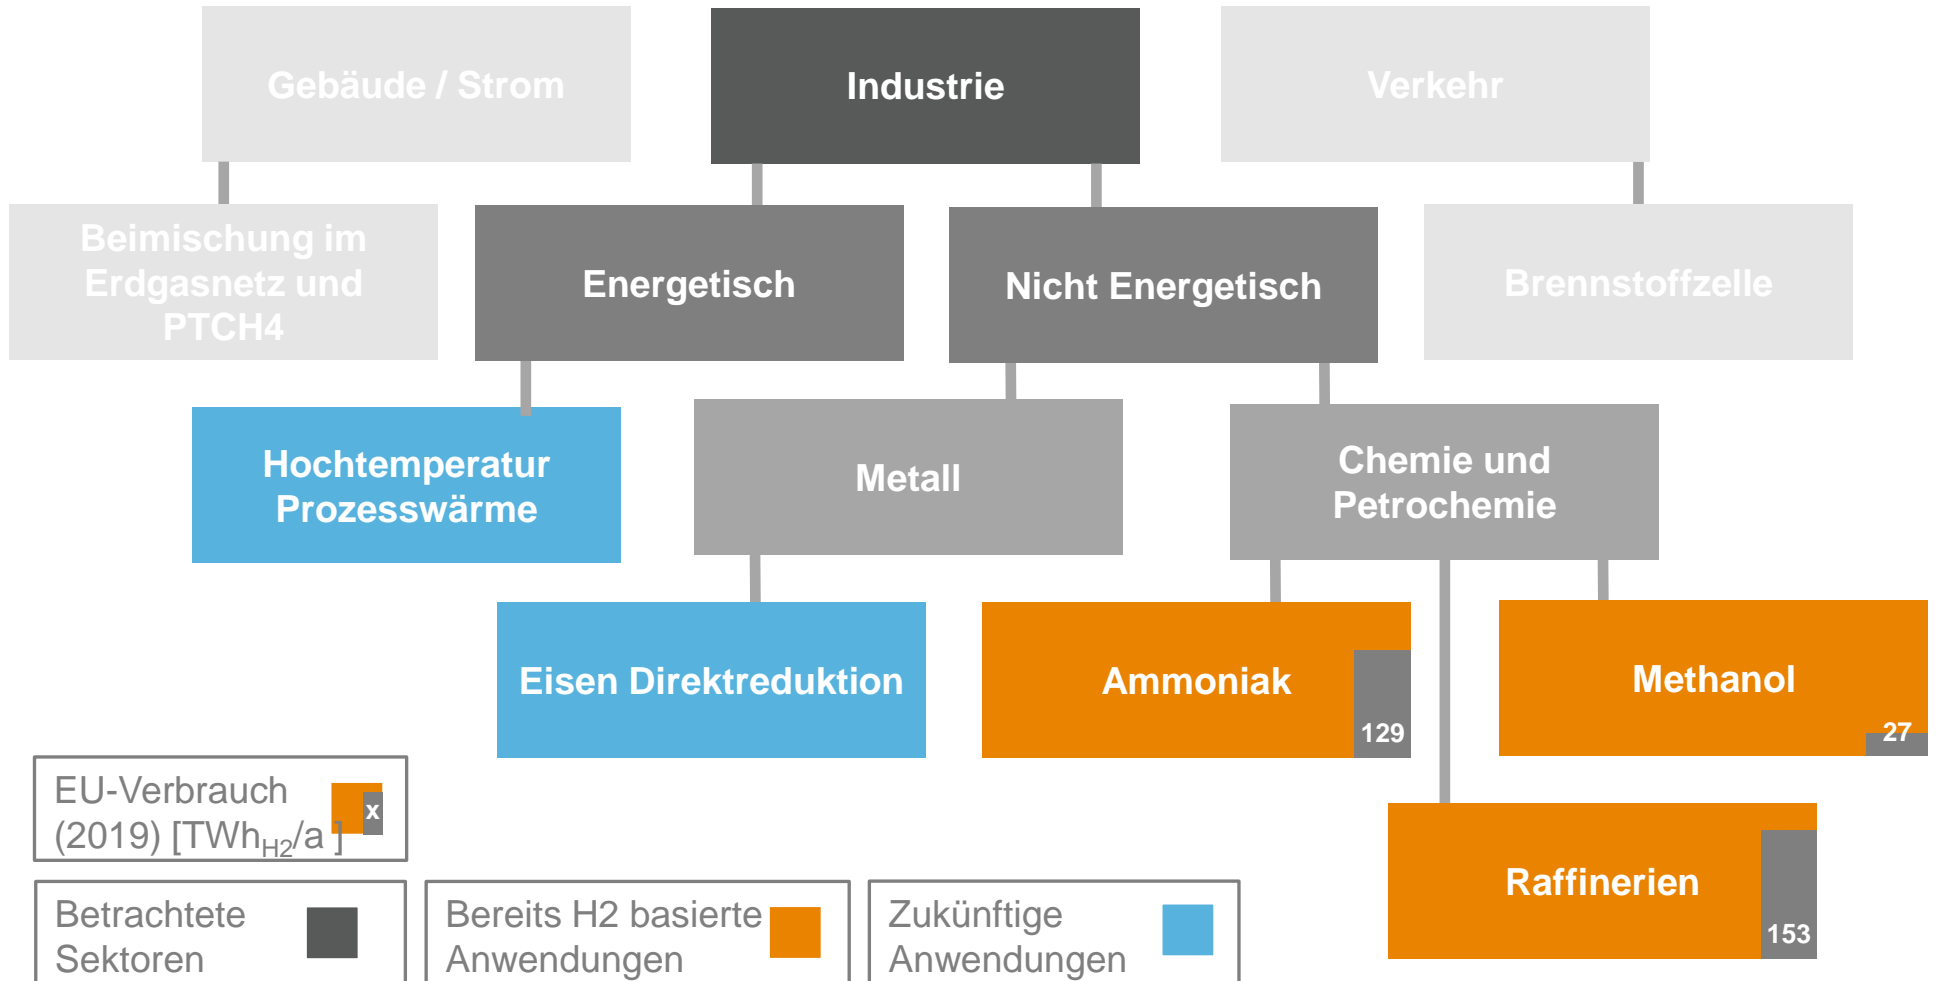 Gebäude / Strom
Industrie
Verkehr
Beimischung im
Erdgasnetz und
PTCH4
Energetisch
Nicht Energetisch
Brennstoffzelle
Hochtemperatur
Prozesswärme
Metall
Chemie und
Petrochemie
Eisen Direktreduktion
Ammoniak
129
Methanol
27
EU-Verbrauch
(2019) [TWhH2/a ]
x
Raffinerien
153
Betrachtete
Sektoren
Bereits H2 basierte
Anwendungen
Zukünftige
Anwendungen